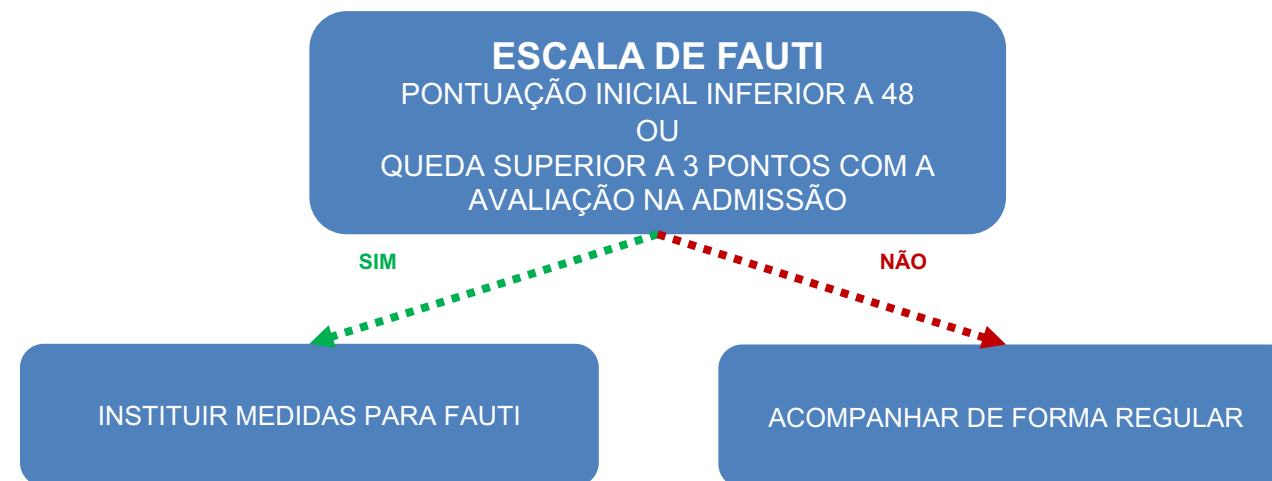 ESCALA DE FAUTI
PONTUAÇÃO INICIAL INFERIOR A 48
OU
QUEDA SUPERIOR A 3 PONTOS COM A
AVALIAÇÃO NA ADMISSÃO
SIM
NÃO
INSTITUIR MEDIDAS PARA FAUTI
ACOMPANHAR DE FORMA REGULAR